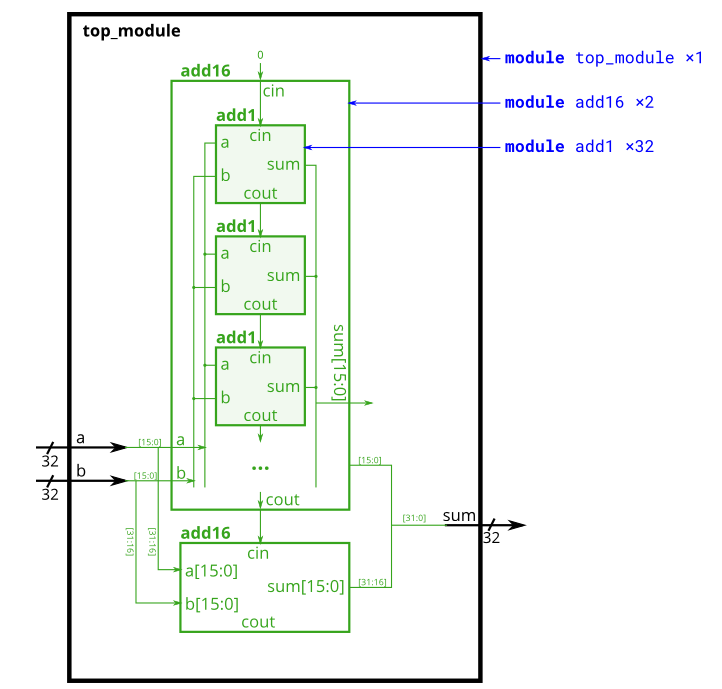 top_module
0
module top_module ×1
add16
cin
module add16 ×2
add1
cin
a
sum
b
cout
module add1 ×32
add1
cin
a
sum
b
cout
add1
cin
a
sum
b
cout
sum[15:0]
a
32
[15:0]
a
b
32
[15:0]
b
...
[15:0]
cout
[31:0]
sum
32
[31:16]
[31:16]
add16
cin
a[15:0]
sum[15:0]
[31:16]
b[15:0]
cout